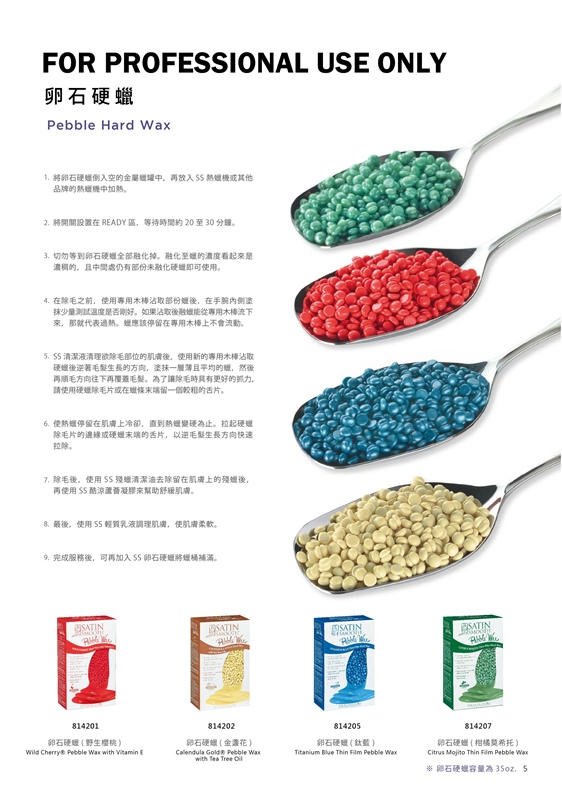 FOR PROFESSIONAL USE ONLY
卵石硬蠟
Pebble Hard Wax
1. 將卵石硬蠟倒入空的金屬蠟罐中，再放入 SS 熱蠟機或其他
品牌的熱蠟機中加熱。
2. 將開關設置在 READY 區，等待時間約 20 至 30 分鐘。
3. 切勿等到卵石硬蠟全部融化掉。融化至蠟的濃度看起來是
濃稠的，且中間處仍有部份未融化硬蠟即可使用。
4. 在除毛之前，使用專用木棒沾取部份蠟後，在手腕內側塗
抹少量測試溫度是否剛好。如果沾取後融蠟能從專用木棒流下
來，那就代表過熱。蠟應該停留在專用木棒上不會流動。
5. SS 清潔液清理欲除毛部位的肌膚後，使用新的專用木棒沾取
硬蠟後逆著毛髮生長的方向，塗抹一層薄且平均的蠟，然後
再順毛方向往下再覆蓋毛髮。為了讓除毛時具有更好的抓力，
請使用硬蠟除毛片或在蠟條末端留一個較粗的舌片。
6. 使熱蠟停留在肌膚上冷卻，直到熱蠟變硬為止。拉起硬蠟
除毛片的邊緣或硬蠟末端的舌片，以逆毛髮生長方向快速
拉除。
7. 除毛後，使用 SS 殘蠟清潔油去除留在肌膚上的殘蠟後，
再使用 SS 酷涼蘆薈凝膠來幫助舒緩肌膚。
8. 最後，使用 SS 輕質乳液調理肌膚，使肌膚柔軟。
9. 完成服務後，可再加入 SS 卵石硬蠟將蠟桶補滿。
SATIN SMOOTH Pebble Wax
SATIN SMOOTH Pebble Wax
SATIN SMOOTH Pebble Wax
SATIN SMOOTH Pebble Wax
814201
卵石硬蠟 ( 野生櫻桃 )
Wild Cherry® Pebble Wax with Vitamin E
814202
卵石硬蠟 ( 金盞花 )
Calendula Gold® Pebble Wax
with Tea Tree Oil
814205
卵石硬蠟 ( 鈦藍 )
Titanium Blue Thin Film Pebble Wax
814207
卵石硬蠟 ( 柑橘莫希托 )
Citrus Mojito Thin Film Pebble Wax
※ 卵石硬蠟容量為 35oz. 5